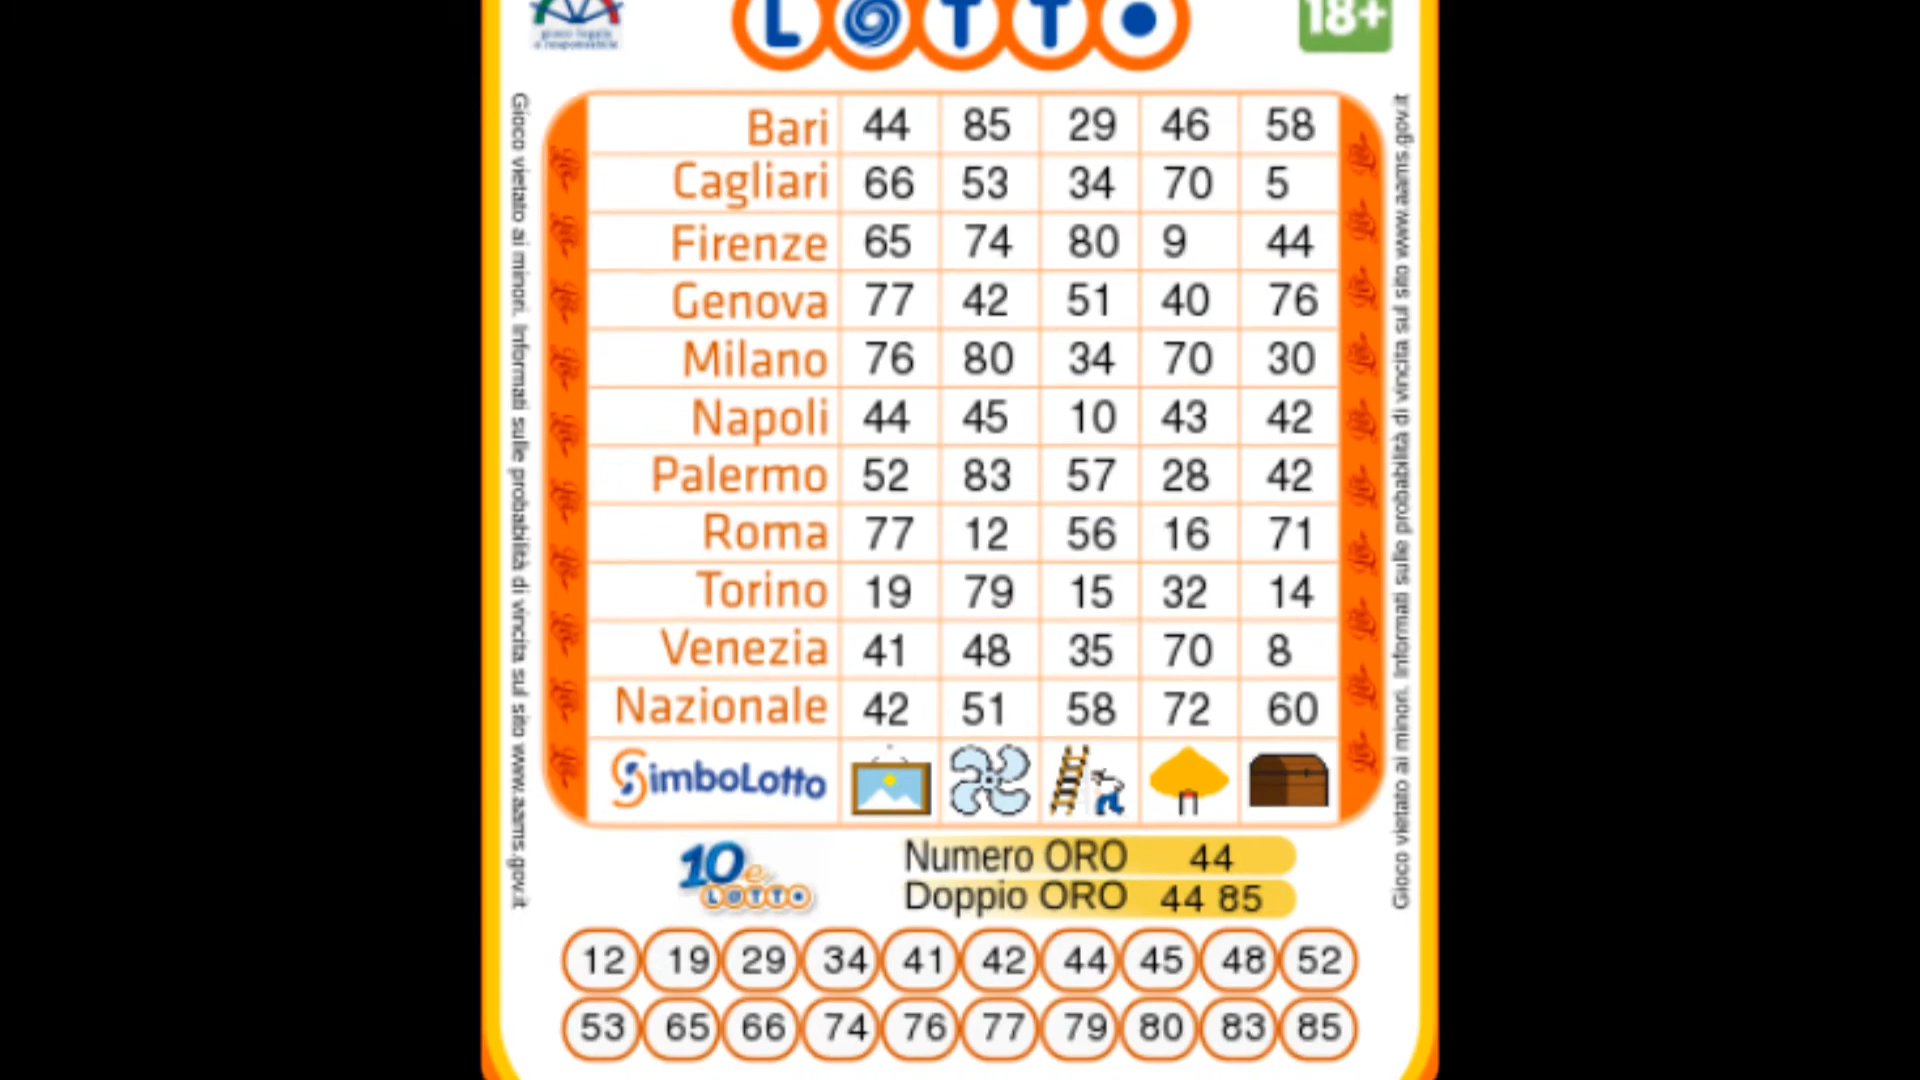 gioco legale
e responsabile
LOTTO
18+
Gioco vietato ai minori. Informati sulle probabilità di vincita sul sito www.aams.gov.it
Bari 44 85 29 46 58
Cagliari 66 53 34 70 5
Firenze 65 74 80 9 44
Genova 77 42 51 40 76
Milano 76 80 34 70 30
Napoli 44 45 10 43 42
Palermo 52 83 57 28 42
Roma 77 12 56 16 71
Torino 19 79 15 32 14
Venezia 41 48 35 70 8
Nazionale 42 51 58 72 60
SimboLotto
Gioco vietato ai minori. Informati sulle probabilità di vincita sul sito www.aams.gov.it
10e
LOTTO
Numero ORO 44
Doppio ORO 44 85
12 19 29 34 41 42 44 45 48 52
53 65 66 74 76 77 79 80 83 85